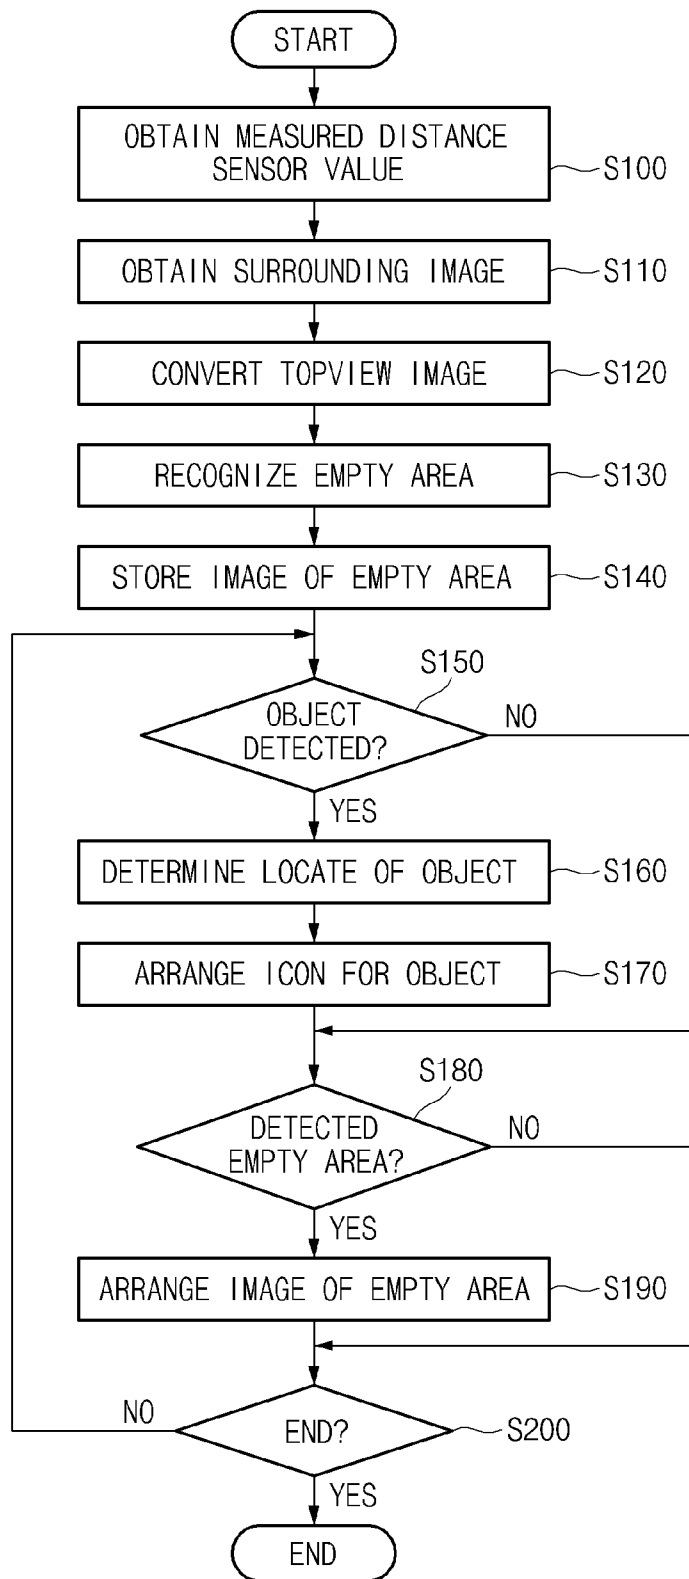 START
OBTAIN MEASURED DISTANCE
SENSOR VALUE
S100
OBTAIN SURROUNDING IMAGE
S110
CONVERT TOPVIEW IMAGE
S120
RECOGNIZE EMPTY AREA
S130
STORE IMAGE OF EMPTY AREA
S140
S150
OBJECT
DETECTED?
NO
YES
DETERMINE LOCATE OF OBJECT
S160
ARRANGE ICON FOR OBJECT
S170
S180
DETECTED
EMPTY AREA?
NO
YES
ARRANGE IMAGE OF EMPTY AREA
S190
NO
END?
S200
YES
END